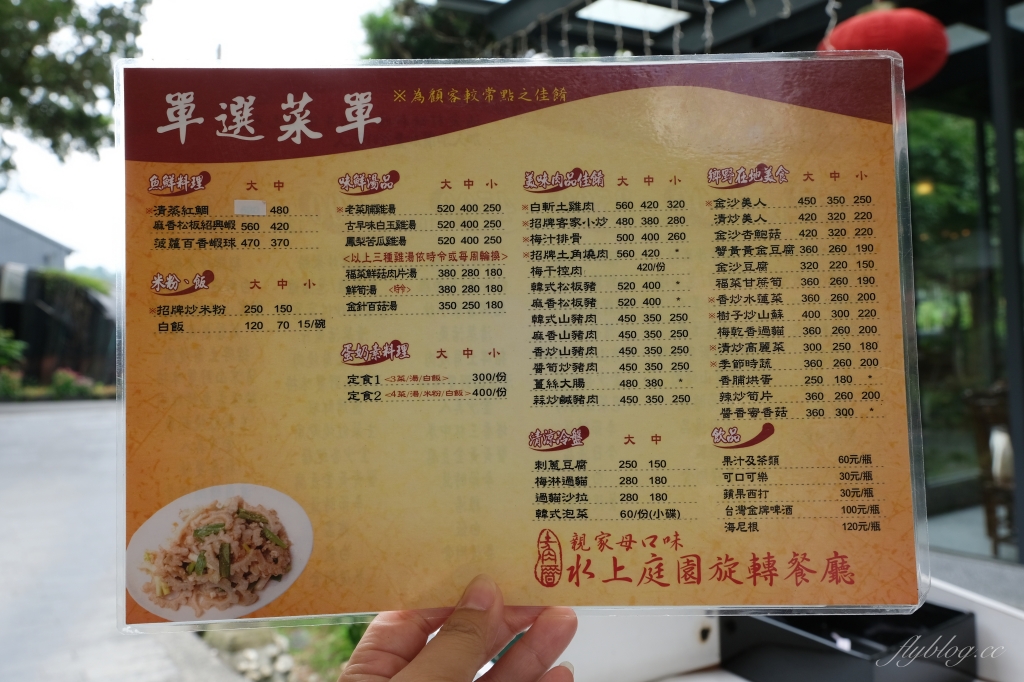 單選菜單 ※為顧客較常點之佳餚
魚鮮料理 大 中
※清蒸紅鯛 480
麻香松板紹興蝦 560 420
菠蘿百香蝦球 470 370
米粉、飯 大 中 小
※招牌炒米粉 250 150
白飯 120 70 15/碗
味鮮湯品 大 中 小
※老菜脯雞湯 520 400 250
古早味白玉雞湯 520 400 250
鳳梨苦瓜雞湯 520 400 250
<以上三種雞湯依時令或每周輪換>
福菜鮮菇肉片湯 380 280 180
鮮筍湯 <時令> 380 280 180
金針百菇湯 350 250 180
蛋奶素料理 大 中 小
定食1 <3菜/湯/白飯> 300/份
定食2 <4菜/湯/米粉/白飯> 400/份
美味肉品佳餚 大 中 小
※白斬土雞肉 560 420 320
※招牌客家小炒 480 380 280
※梅汁排骨 500 400 260
※招牌土角燒肉 560 420 *
梅干控肉 420/份
韓式松板豬 520 400 *
麻香松板豬 520 400 *
韓式山豬肉 450 350 250
麻香山豬肉 450 350 250
香炒山豬肉 450 350 250
醬筍炒豬肉 450 350 250
薑絲大腸 480 380 *
蒜炒鹹豬肉 450 350 250
清涼冷盤 大 中
刺蔥豆腐 250 150
梅淋過貓 280 180
過貓沙拉 280 180
韓式泡菜 60/份(小碟)
鄉野在地美食 大 中 小
※金沙美人 450 350 250
清炒美人 420 320 220
金沙杏鮑菇 420 320 220
蟹黃黃金豆腐 360 260 190
金沙豆腐 320 220 150
福菜甘蔗筍 360 260 190
※香炒水蓮菜 360 260 200
※樹子炒山蘇 400 300 220
梅乾香過貓 360 260 200
※清炒高麗菜 300 250 180
※季節時蔬 360 260 200
香脯烘蛋 250 180 *
辣炒筍片 360 260 200
醬香蜜香菇 360 300 *
飲品
果汁及茶類 60元/瓶
可口可樂 30元/瓶
蘋果西打 30元/瓶
台灣金牌啤酒 100元/瓶
海尼根 120元/瓶
親家母口味
水上庭園旋轉餐廳
flyblog.cc